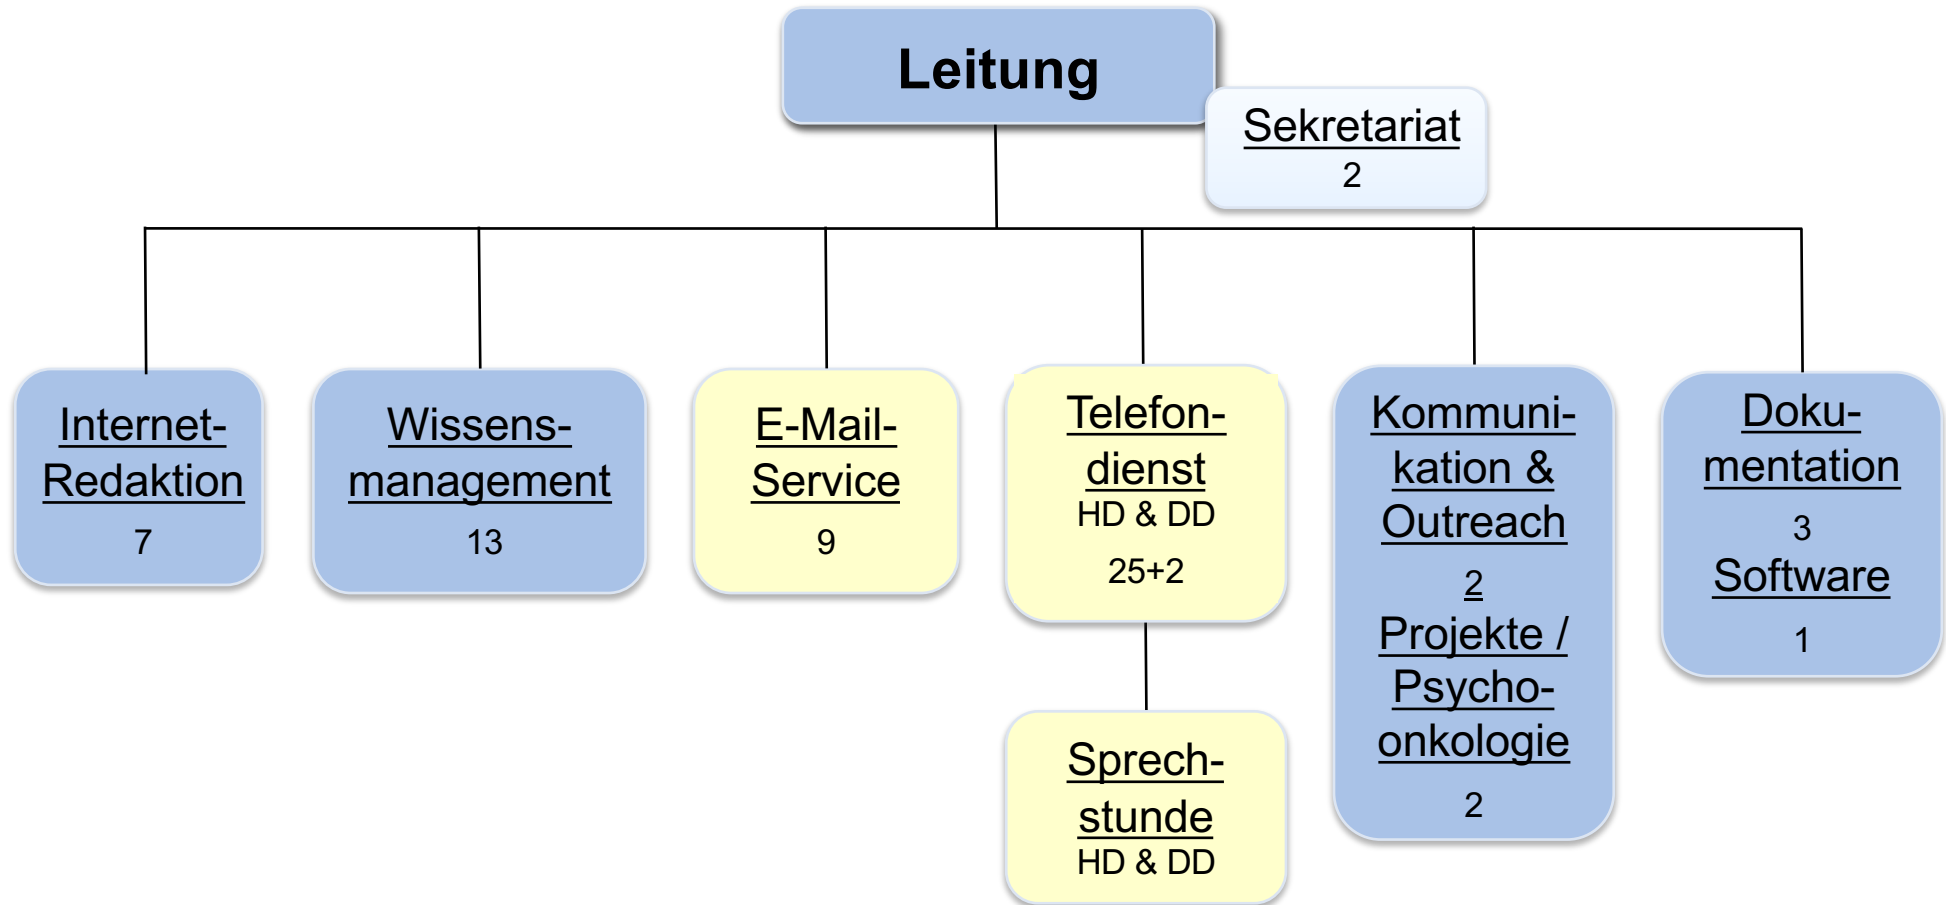 Leitung
Sekretariat
2
Internet-
Redaktion
7
Wissens-
management
13
E-Mail-
Service
9
Telefon-
dienst
HD & DD
25+2
Sprech-
stunde
HD & DD
Kommuni-
kation &
Outreach
2
Projekte /
Psycho-
onkologie
2
Doku-
mentation
3
Software
1